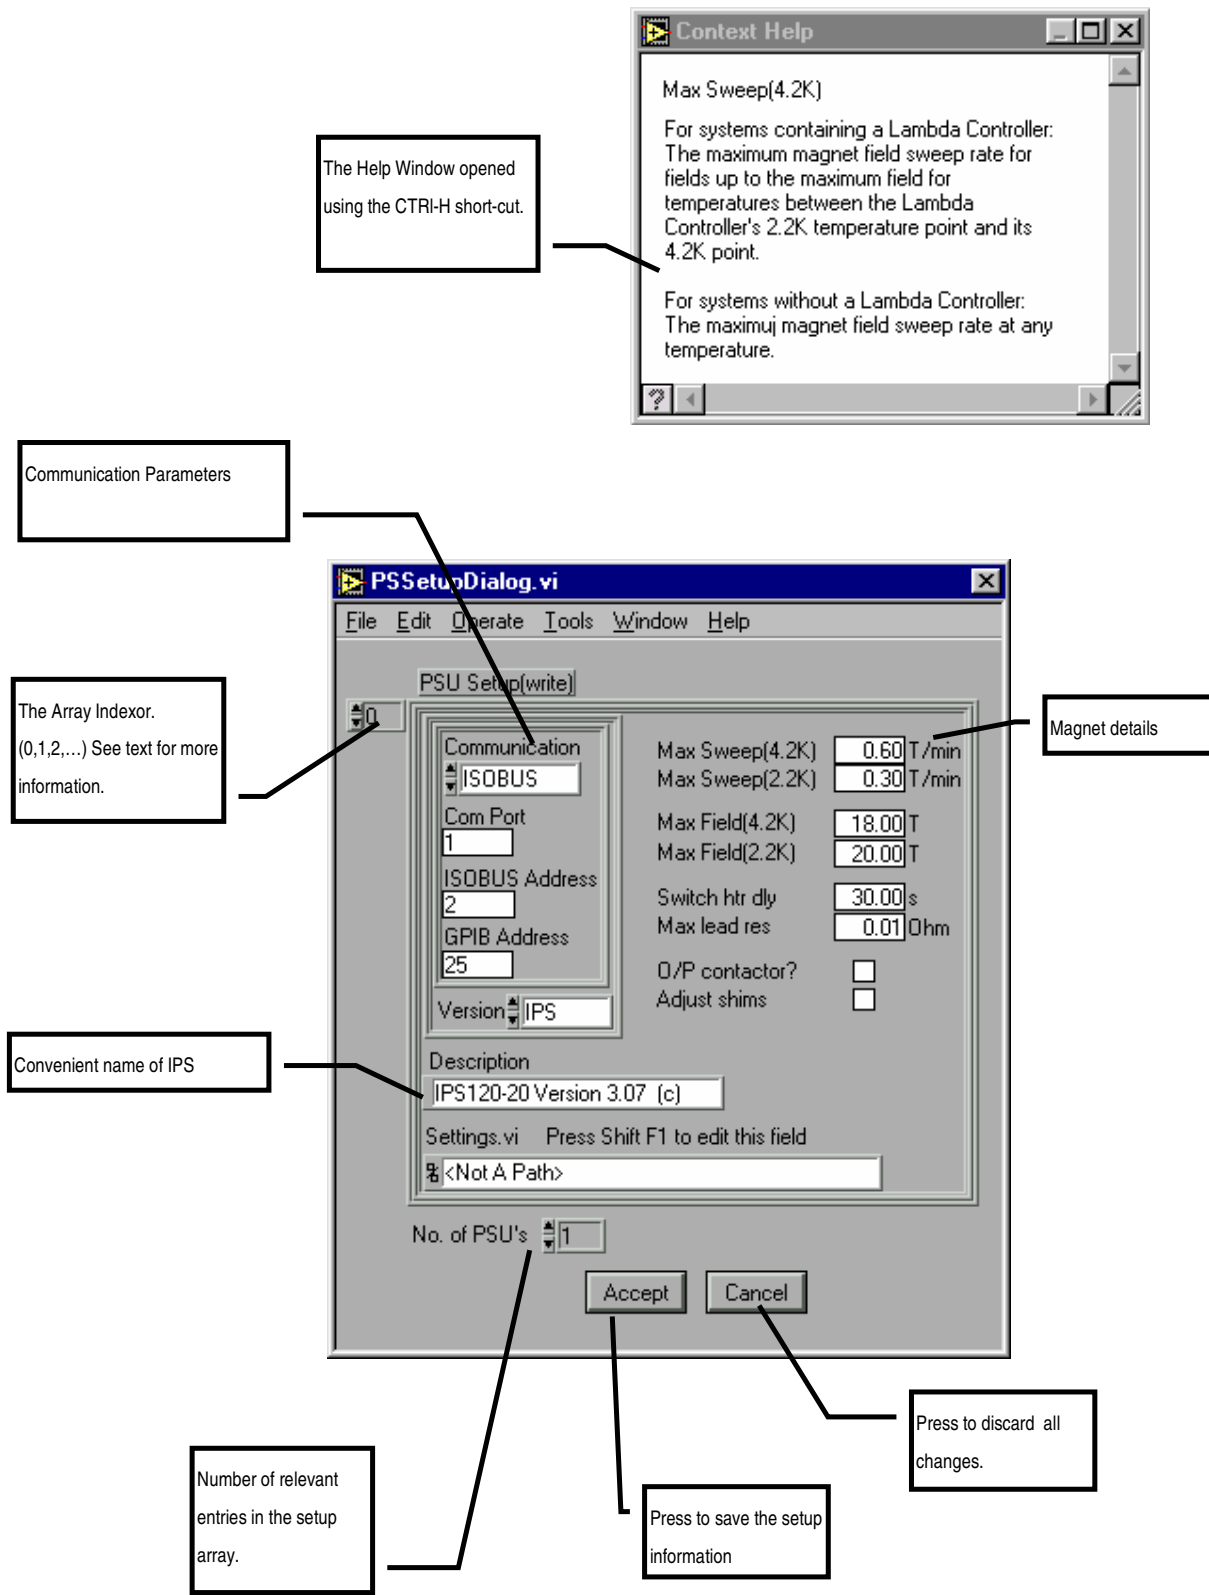 Context Help
Max Sweep(4.2K)
For systems containing a Lambda Controller:
The maximum magnet field sweep rate for
fields up to the maximum field for
temperatures between the Lambda
Controller's 2.2K temperature point and its
4.2K point.
For systems without a Lambda Controller:
The maximuj magnet field sweep rate at any
temperature.
?
The Help Window opened
using the CTRl-H short-cut.
Communication Parameters
PSSetupDialog.vi
File Edit Operate Tools Window Help
PSU Setup(write)
0
The Array Indexor.
(0,1,2,…) See text for more
information.
Communication
ISOBUS
Com Port
1
ISOBUS Address
2
GPIB Address
25
Version IPS
Max Sweep(4.2K) 0.60 T/min
Max Sweep(2.2K) 0.30 T/min
Max Field(4.2K) 18.00 T
Max Field(2.2K) 20.00 T
Switch htr dly 30.00 s
Max lead res 0.01 Ohm
O/P contactor?
Adjust shims
Magnet details
Convenient name of IPS
Description
IPS120-20 Version 3.07 (c)
Settings.vi Press Shift F1 to edit this field
<Not A Path>
No. of PSU's 1
Accept Cancel
Press to discard all
changes.
Number of relevant
entries in the setup
array.
Press to save the setup
information